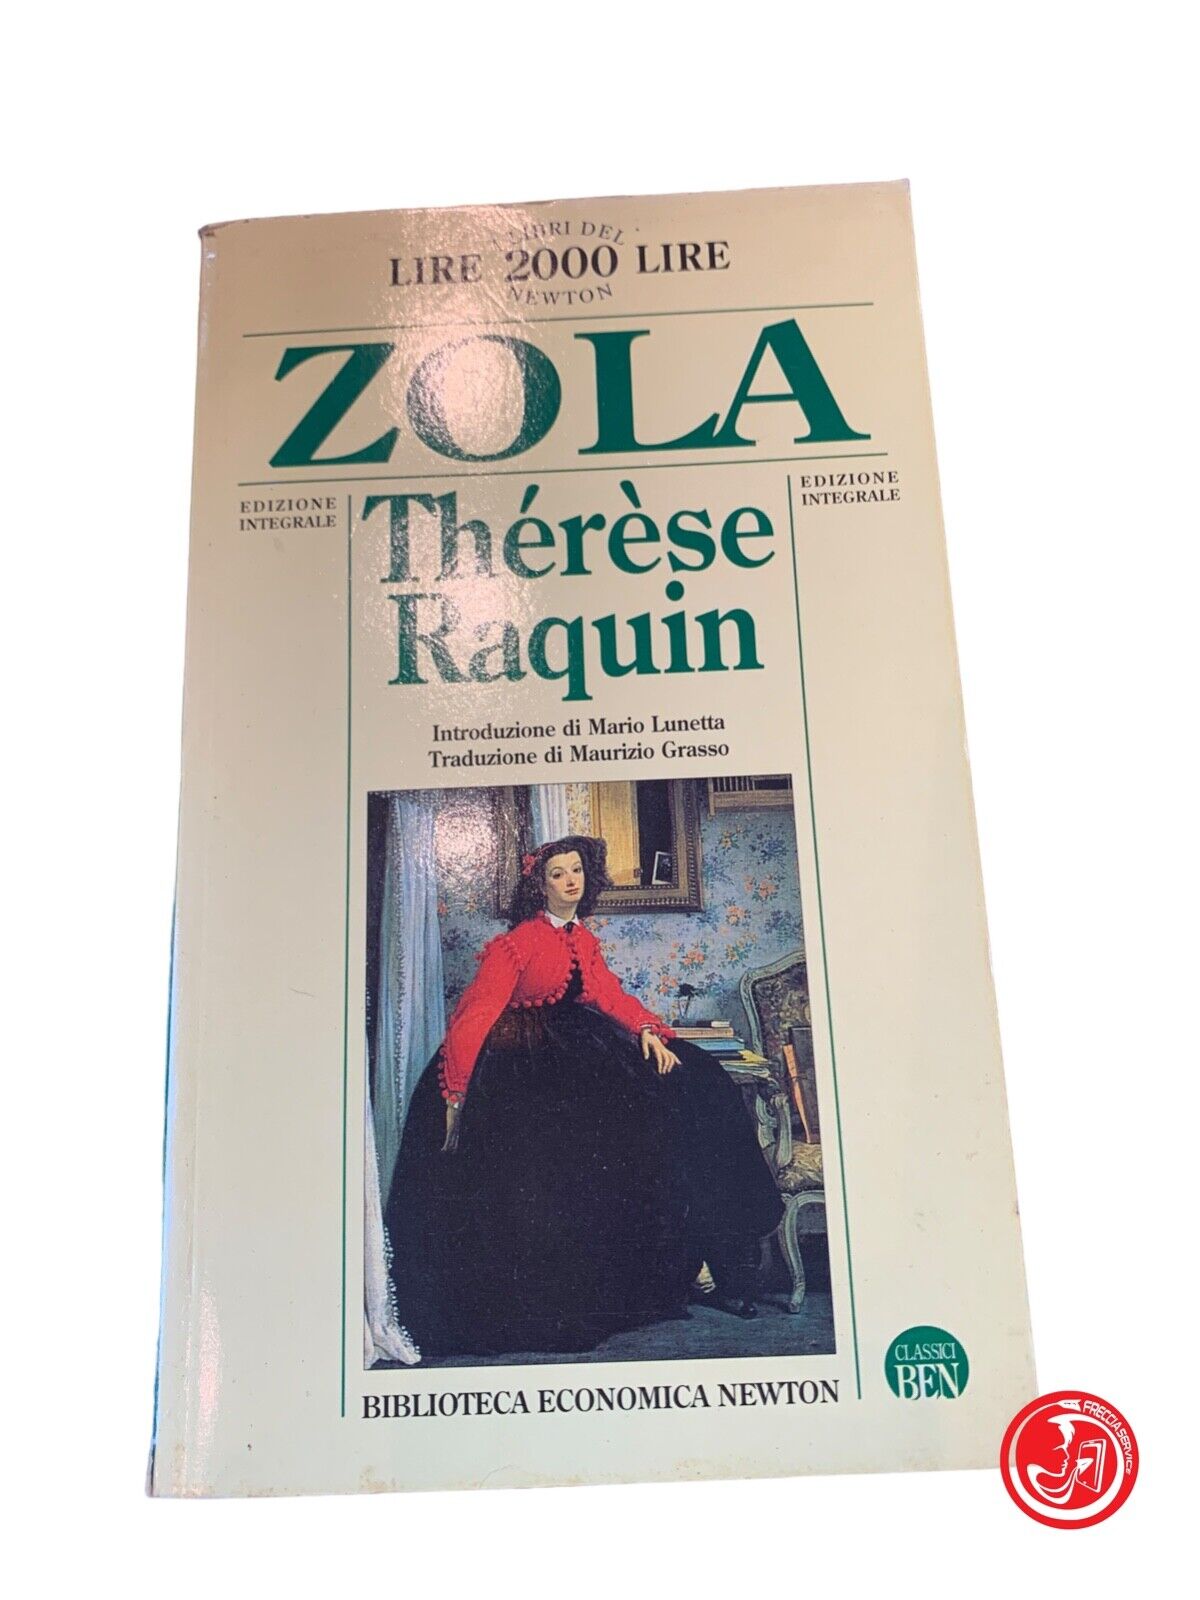 I LIBRI DEL
LIRE 2000 LIRE
NEWTON
ZOLA
EDIZIONE
INTEGRALE
Thérèse
Raquin
EDIZIONE
INTEGRALE
Introduzione di Mario Lunetta
Traduzione di Maurizio Grasso
CLASSICI
BEN
BIBLIOTECA ECONOMICA NEWTON
FRECCIASERVICE